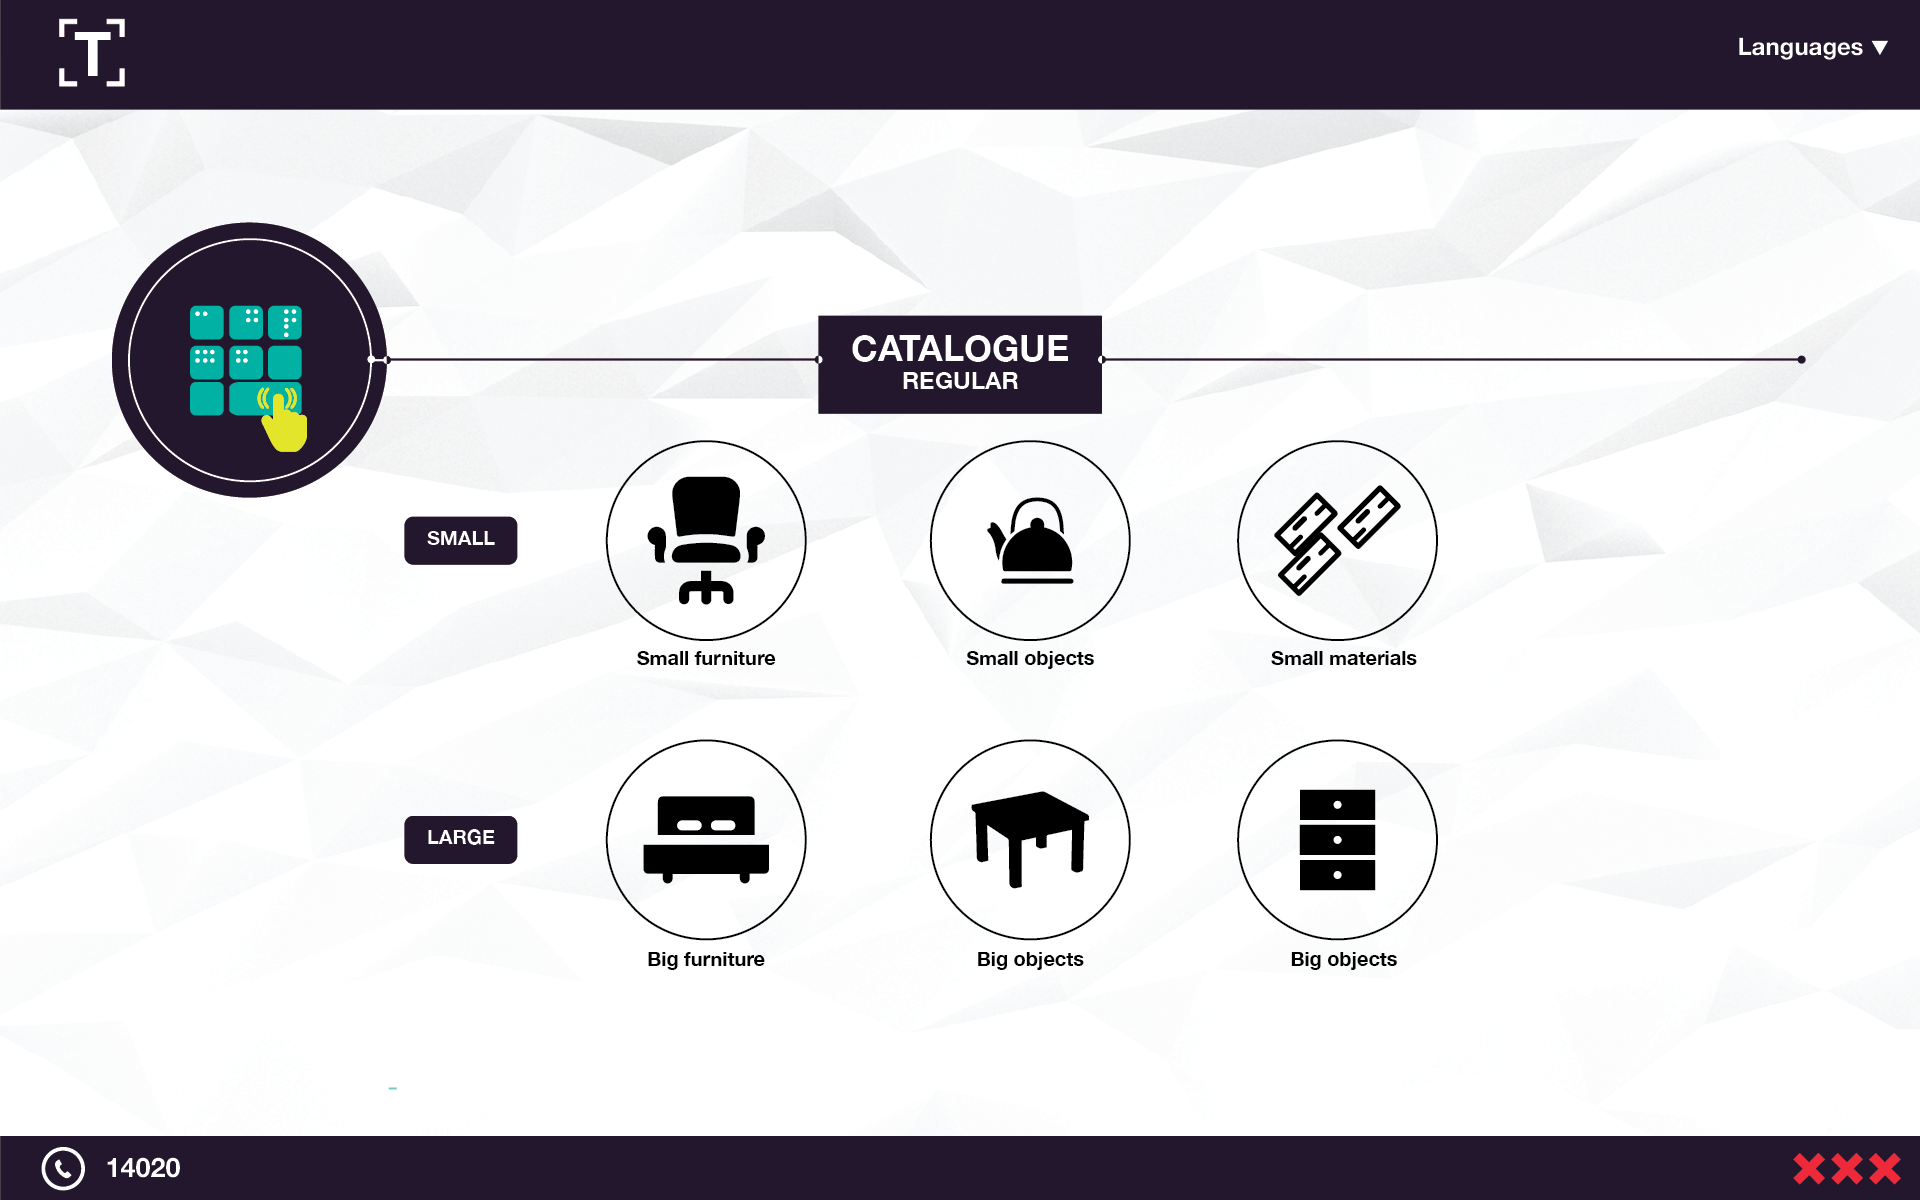 T
Languages ▼
CATALOGUE
REGULAR
SMALL
Small furniture
Small objects
Small materials
LARGE
Big furniture
Big objects
Big objects
14020